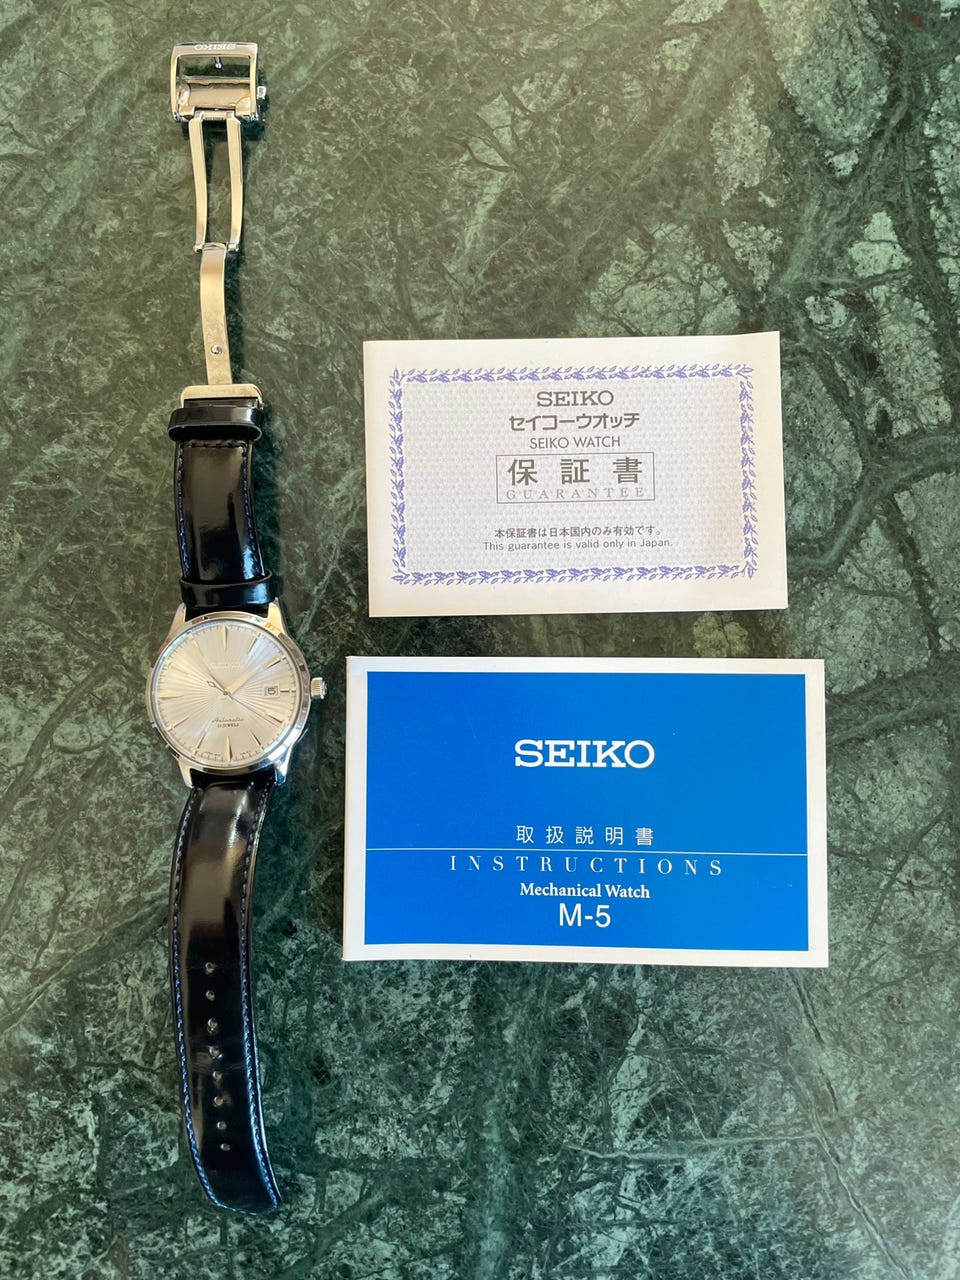 SEIKO
SEIKO
セイコーウオッチ
SEIKO WATCH
保証書
GUARANTEE
本保証書は日本国内のみ有効です。
This guarantee is valid only in Japan.
Automatic
SEIKO
取扱説明書
INSTRUCTIONS
Mechanical Watch
M-5